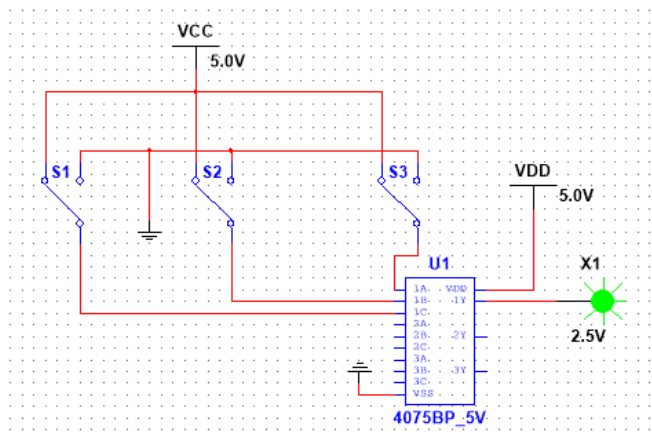 VCC
5.0V
S1
S2
S3
VDD
5.0V
U1
X1
1A
VDD
1B
1Y
1C
2A
2B
2Y
2C
3A
3B
3Y
3C
VSS
2.5V
4075BP_5V